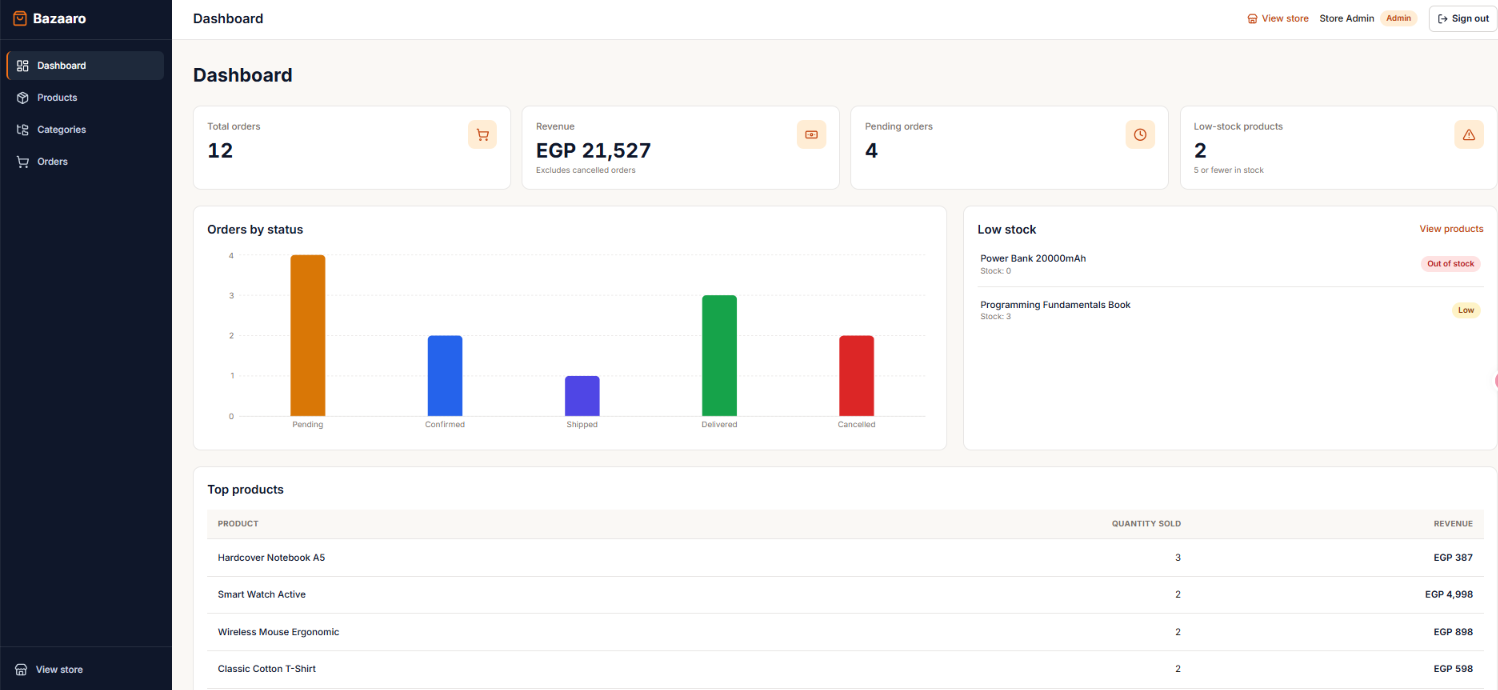 Bazaaro
Dashboard
Products
Categories
Orders
View store
Dashboard
View store Store Admin Admin Sign out
Dashboard
Total orders
12
Revenue
EGP 21,527
Excludes cancelled orders
Pending orders
4
Low-stock products
2
5 or fewer in stock
Orders by status
4
3
2
1
0
Pending Confirmed Shipped Delivered Cancelled
Low stock View products
Power Bank 20000mAh
Stock: 0
Out of stock
Programming Fundamentals Book
Stock: 3
Low
Top products
PRODUCT QUANTITY SOLD REVENUE
Hardcover Notebook A5 3 EGP 387
Smart Watch Active 2 EGP 4,998
Wireless Mouse Ergonomic 2 EGP 898
Classic Cotton T-Shirt 2 EGP 598